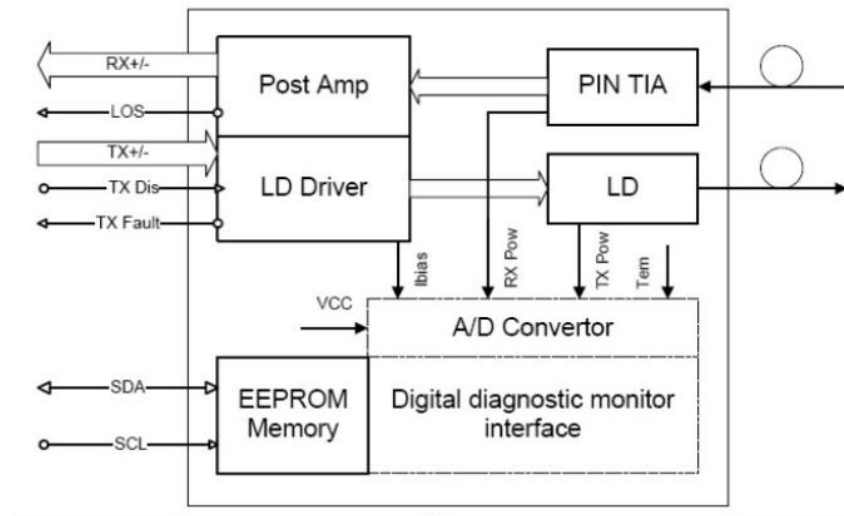 RX+/-
Post Amp
PIN TIA
LOS
TX+/-
TX Dis
LD Driver
LD
TX Fault
Ibias
RX Pow
TX Pow
Tem
VCC
A/D Convertor
SDA
EEPROM
Memory
Digital diagnostic monitor
interface
SCL